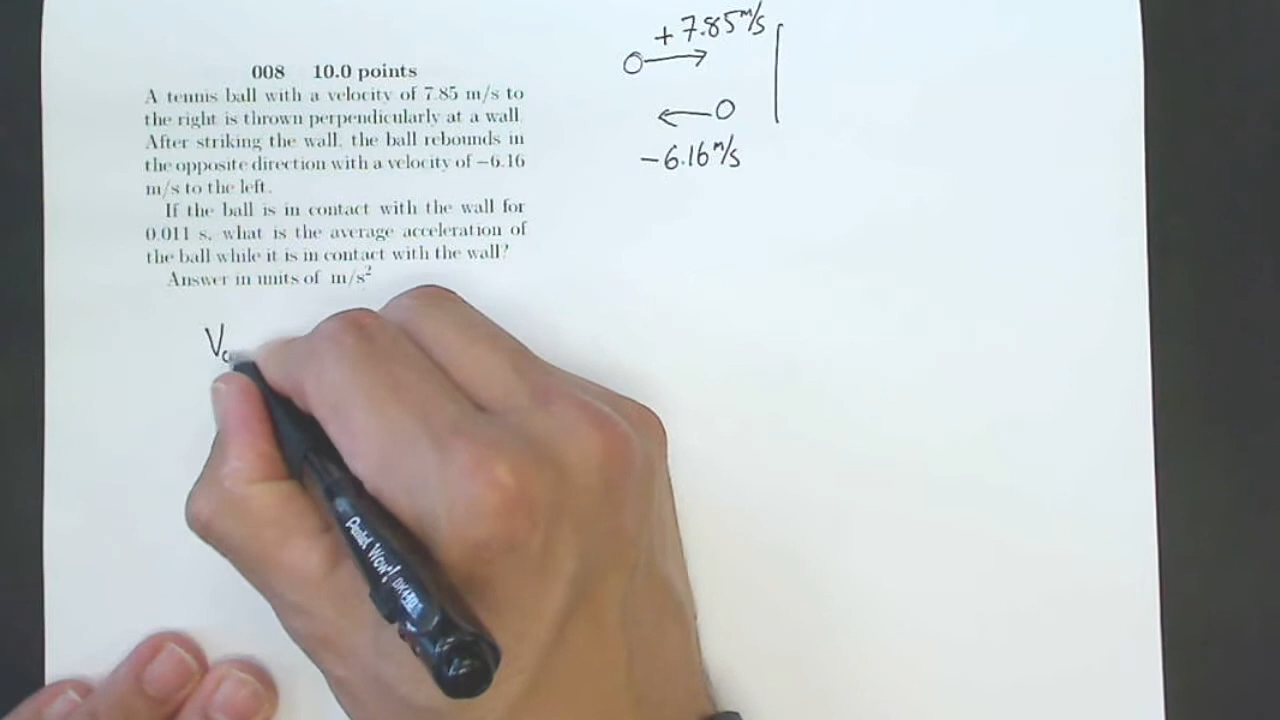 008 10.0 points
A tennis ball with a velocity of 7.85 m/s to
the right is thrown perpendicularly at a wall.
After striking the wall, the ball rebounds in
the opposite direction with a velocity of −6.16
m/s to the left.
If the ball is in contact with the wall for
0.011 s, what is the average acceleration of
the ball while it is in contact with the wall?
Answer in units of m/s²
+7.85 m/s
−6.16 m/s
V
Pentel Wow!